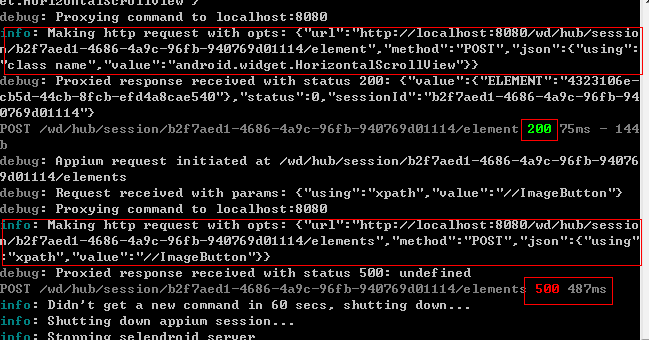 et.HorizontalScrollView"}
debug: Proxying command to localhost:8080
info: Making http request with opts: {"url":"http://localhost:8080/wd/hub/sessio
n/b2f7aed1-4686-4a9c-96fb-940769d01114/element","method":"POST","json":{"using":
"class name","value":"android.widget.HorizontalScrollView"}}
debug: Proxied response received with status 200: {"value":{"ELEMENT":"4323106e-
cb5d-44cb-8fcb-efd4a8cae540"},"status":0,"sessionId":"b2f7aed1-4686-4a9c-96fb-94
0769d01114"}
POST /wd/hub/session/b2f7aed1-4686-4a9c-96fb-940769d01114/element 200 75ms - 144
b
debug: Appium request initiated at /wd/hub/session/b2f7aed1-4686-4a9c-96fb-94076
9d01114/elements
debug: Request received with params: {"using":"xpath","value":"//ImageButton"}
debug: Proxying command to localhost:8080
info: Making http request with opts: {"url":"http://localhost:8080/wd/hub/sessio
n/b2f7aed1-4686-4a9c-96fb-940769d01114/elements","method":"POST","json":{"using"
:"xpath","value":"//ImageButton"}}
debug: Proxied response received with status 500: undefined
POST /wd/hub/session/b2f7aed1-4686-4a9c-96fb-940769d01114/elements 500 487ms
info: Didn't get a new command in 60 secs, shutting down...
info: Shutting down appium session...
info: Stopping selendroid server